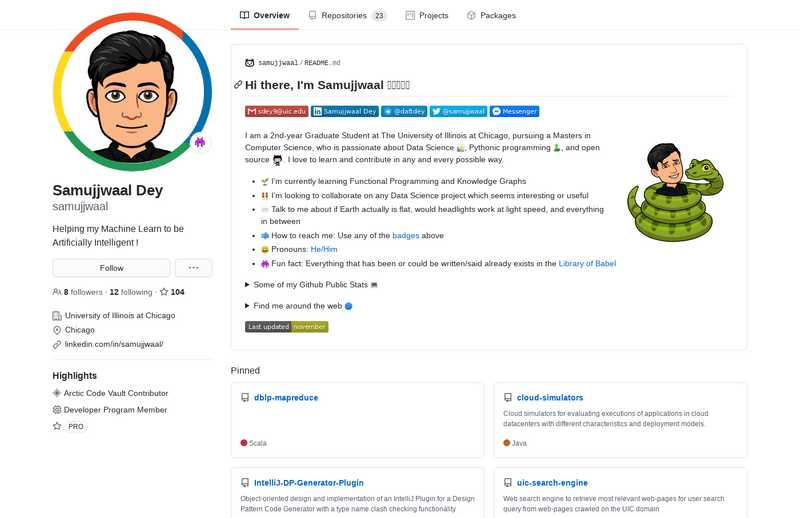 Overview
Repositories 23
Projects
Packages
Samujjwaal Dey
samujjwaal
Helping my Machine Learn to be
Artificially Intelligent !
Follow
8 followers · 12 following · 104
University of Illinois at Chicago
Chicago
linkedin.com/in/samujjwaal/
Highlights
Arctic Code Vault Contributor
Developer Program Member
PRO
samujjwaal / README.md
Hi there, I'm Samujjwaal
sdey9@uic.edu
Samujjwaal Dey
@daftdey
@samujjwaal
Messenger
I am a 2nd-year Graduate Student at The University of Illinois at Chicago, pursuing a Masters in
Computer Science, who is passionate about Data Science , Pythonic programming , and open
source . I love to learn and contribute in any and every possible way.
I'm currently learning Functional Programming and Knowledge Graphs
I'm looking to collaborate on any Data Science project which seems interesting or useful
Talk to me about if Earth actually is flat, would headlights work at light speed, and everything
in between
How to reach me: Use any of the badges above
Pronouns: He/Him
Fun fact: Everything that has been or could be written/said already exists in the Library of Babel
Some of my Github Public Stats
Find me around the web
Last updated november
Pinned
dblp-mapreduce
Scala
cloud-simulators
Cloud simulators for evaluating executions of applications in cloud
datacenters with different characteristics and deployment models.
Java
IntelliJ-DP-Generator-Plugin
Object-oriented design and implementation of an IntelliJ Plugin for a Design
Pattern Code Generator with a type name clash checking functionality
uic-search-engine
Web search engine to retrieve most relevant web-pages for user search
query from web-pages crawled on the UIC domain